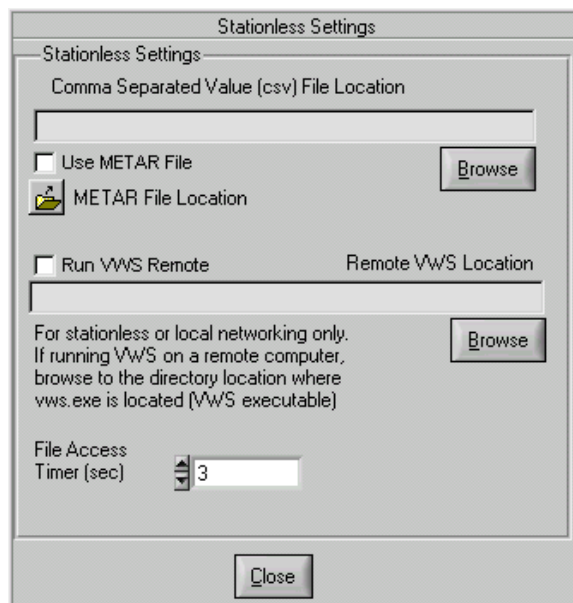 Stationless Settings
Stationless Settings
Comma Separated Value (csv) File Location
Use METAR File
Browse
METAR File Location
Run VWS Remote
Remote VWS Location
For stationless or local networking only.
If running VWS on a remote computer,
browse to the directory location where
vws.exe is located (VWS executable)
Browse
File Access
Timer (sec)
3
Close